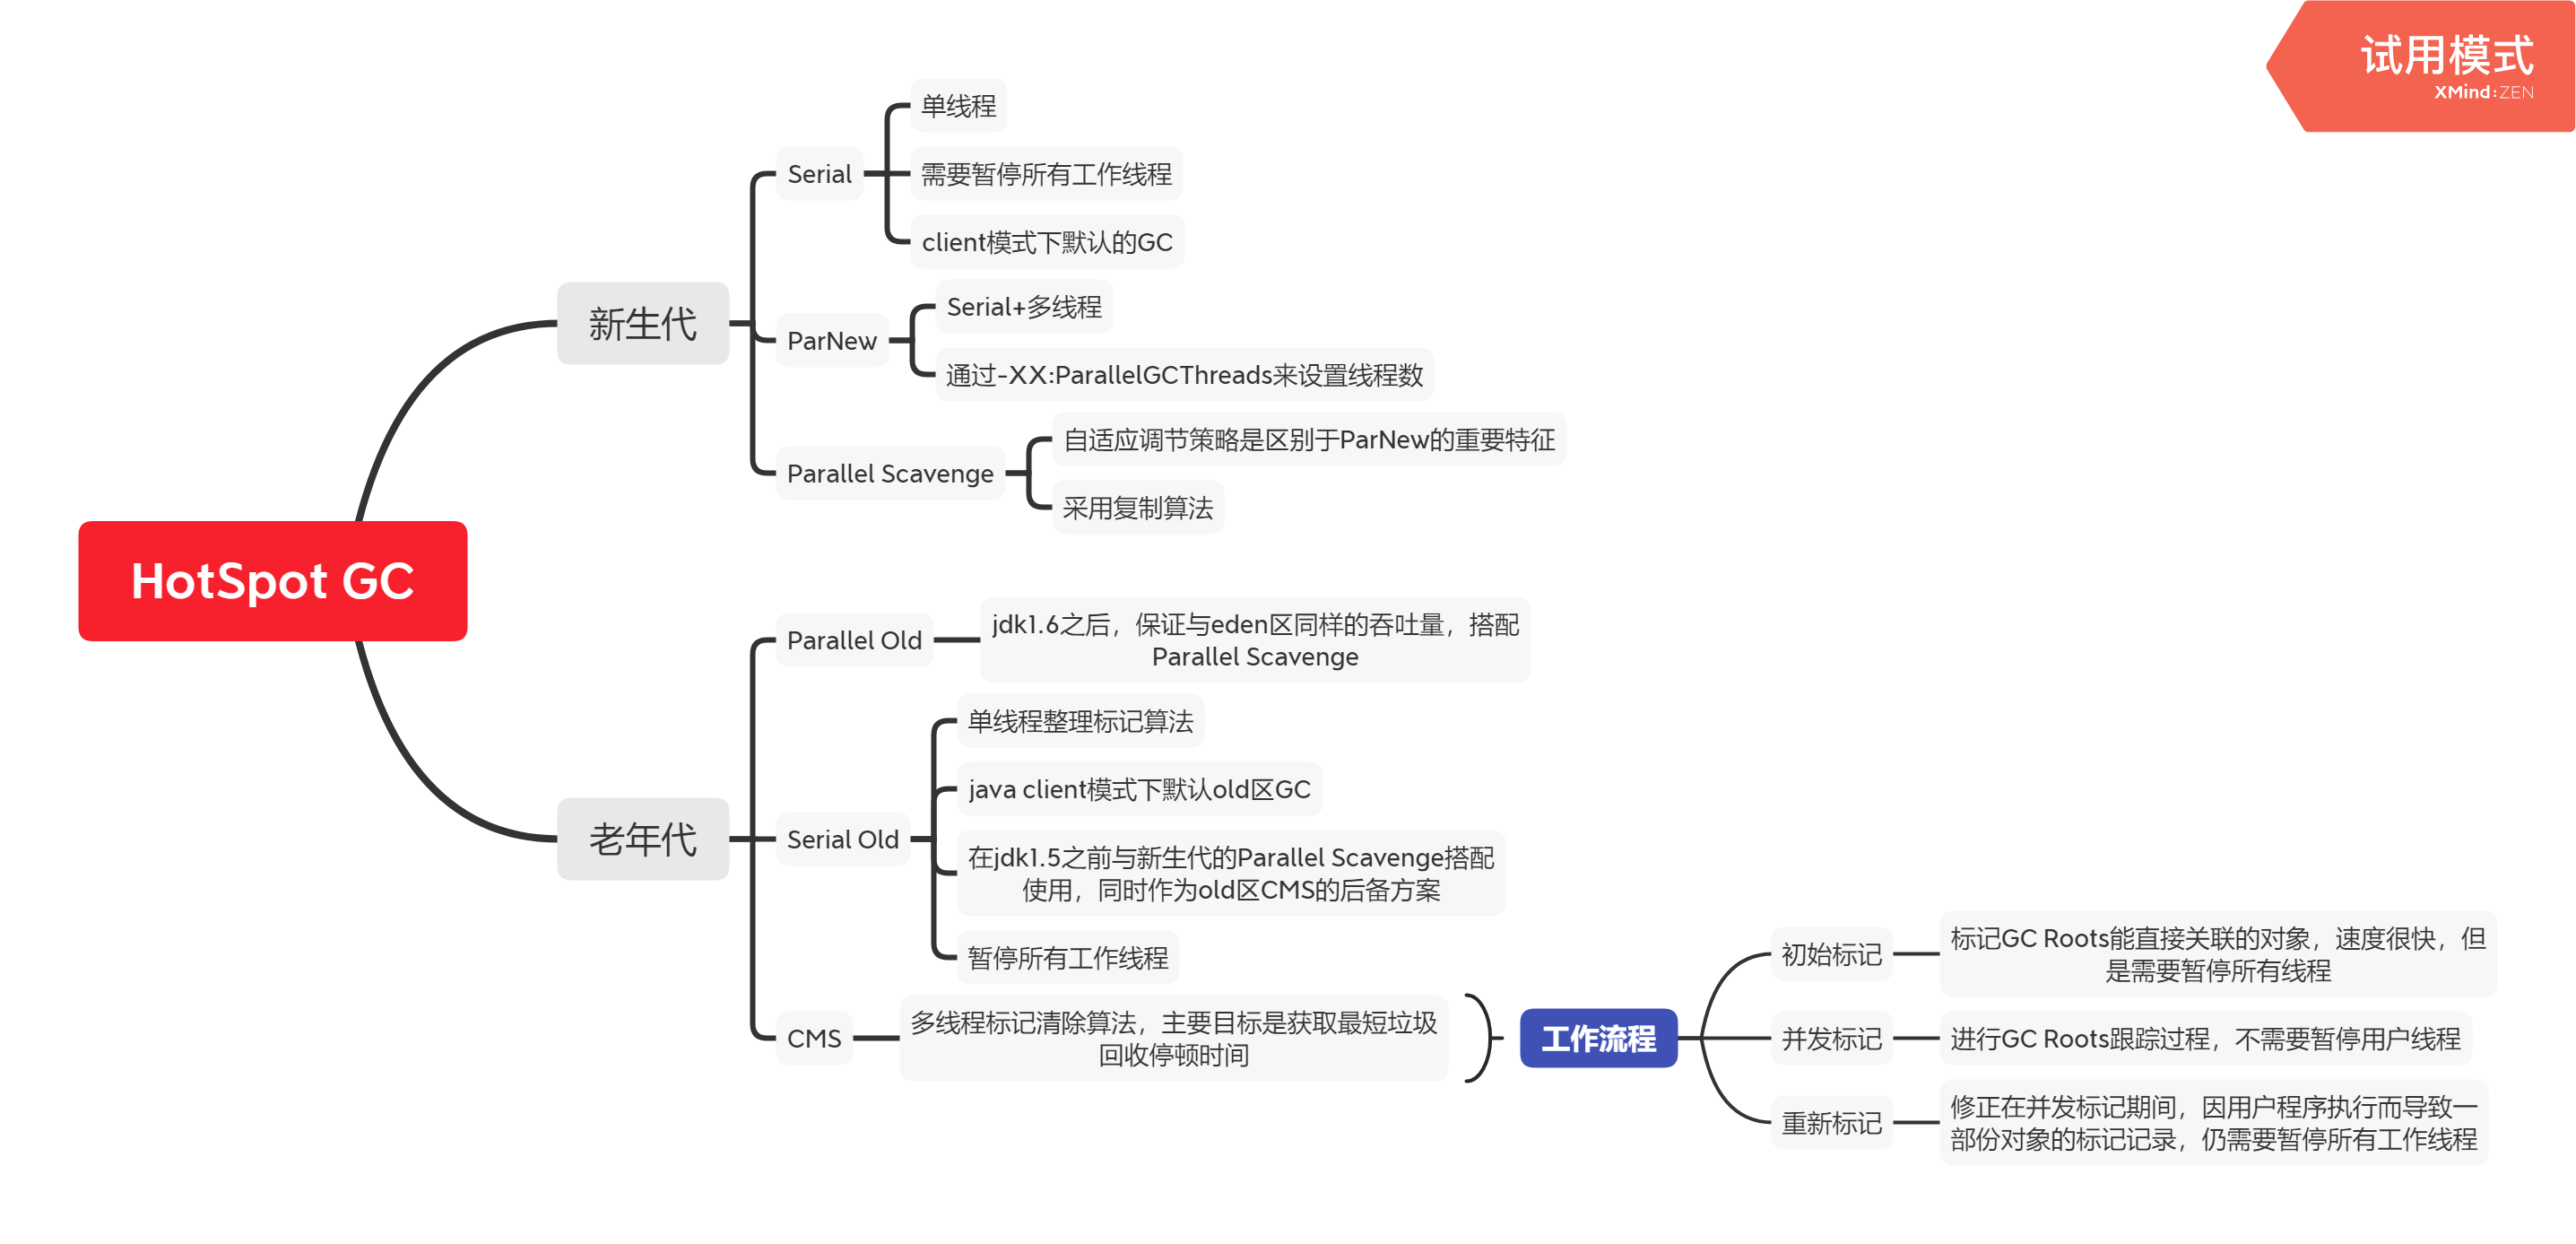 试用模式
XMind:ZEN
HotSpot GC
新生代
Serial
单线程
需要暂停所有工作线程
client模式下默认的GC
ParNew
Serial+多线程
通过-XX:ParallelGCThreads来设置线程数
Parallel Scavenge
自适应调节策略是区别于ParNew的重要特征
采用复制算法
老年代
Parallel Old
jdk1.6之后，保证与eden区同样的吞吐量，搭配
Parallel Scavenge
Serial Old
单线程整理标记算法
java client模式下默认old区GC
在jdk1.5之前与新生代的Parallel Scavenge搭配
使用，同时作为old区CMS的后备方案
暂停所有工作线程
CMS
多线程标记清除算法，主要目标是获取最短垃圾
回收停顿时间
工作流程
初始标记
标记GC Roots能直接关联的对象，速度很快，但
是需要暂停所有线程
并发标记
进行GC Roots跟踪过程，不需要暂停用户线程
重新标记
修正在并发标记期间，因用户程序执行而导致一
部份对象的标记记录，仍需要暂停所有工作线程